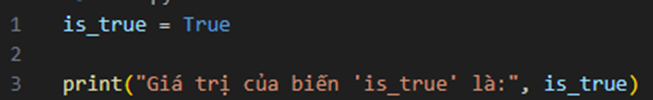 1 is_true = True
2
3 print("Giá trị của biến 'is_true' là:", is_true)